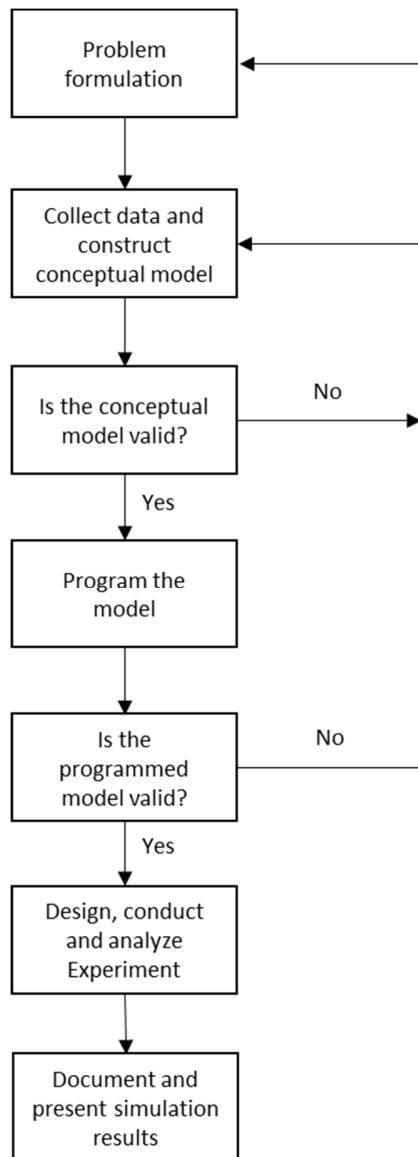 Problem
formulation
Collect data and
construct
conceptual model
Is the conceptual
model valid?
No
Yes
Program the
model
Is the
programmed
model valid?
No
Yes
Design, conduct
and analyze
Experiment
Document and
present simulation
results